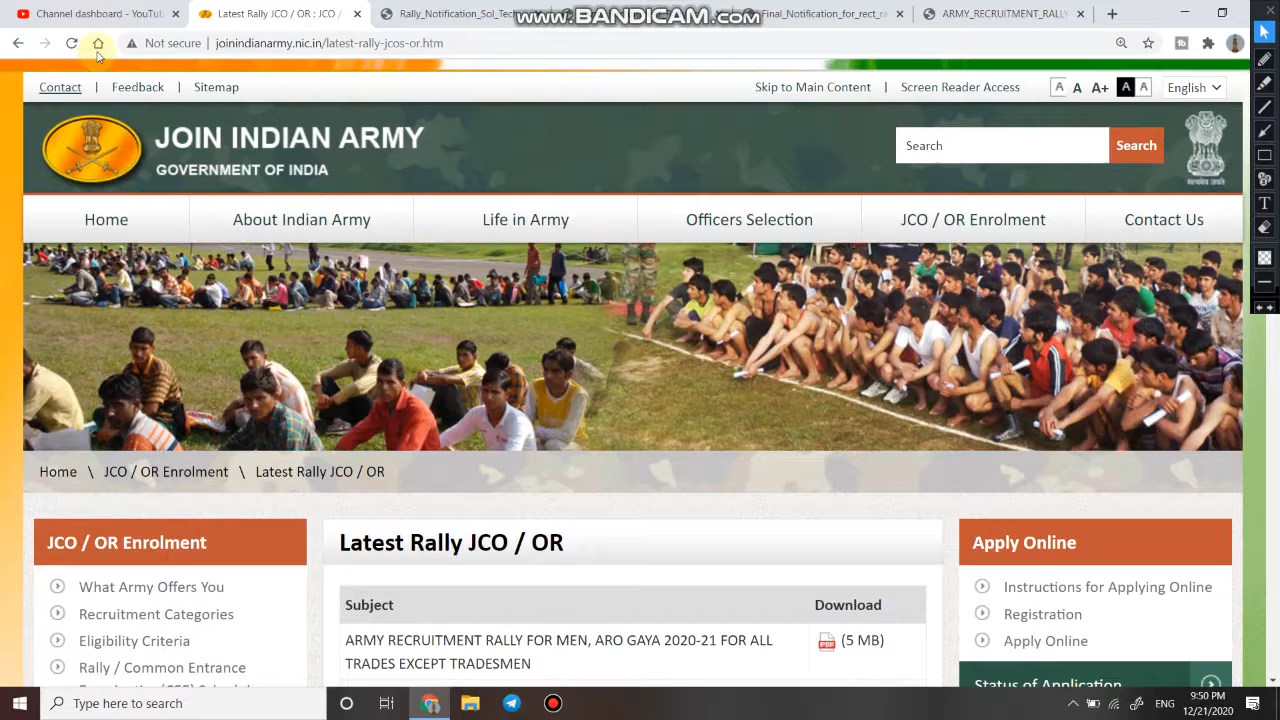 Channel dashboard - YouTu
Latest Rally JCO / OR : JCO /
Rally_Notification_Sol_Tec
Final_Notification_for_rect_ra
ARMY_RECRUITMENT_RALLY
www.BANDICAM.com
Not secure | joinindianarmy.nic.in/latest-rally-jcos-or.htm
Contact | Feedback | Sitemap
Skip to Main Content | Screen Reader Access
A A A+ A A English
JOIN INDIAN ARMY
GOVERNMENT OF INDIA
Search Search
Home About Indian Army Life in Army Officers Selection JCO / OR Enrolment Contact Us
Home \ JCO / OR Enrolment \ Latest Rally JCO / OR
JCO / OR Enrolment
What Army Offers You
Recruitment Categories
Eligibility Criteria
Rally / Common Entrance
Latest Rally JCO / OR
Subject Download
ARMY RECRUITMENT RALLY FOR MEN, ARO GAYA 2020-21 FOR ALL
TRADES EXCEPT TRADESMEN
PDF (5 MB)
Apply Online
Instructions for Applying Online
Registration
Apply Online
Status of Application
Type here to search
ENG
9:50 PM
12/21/2020